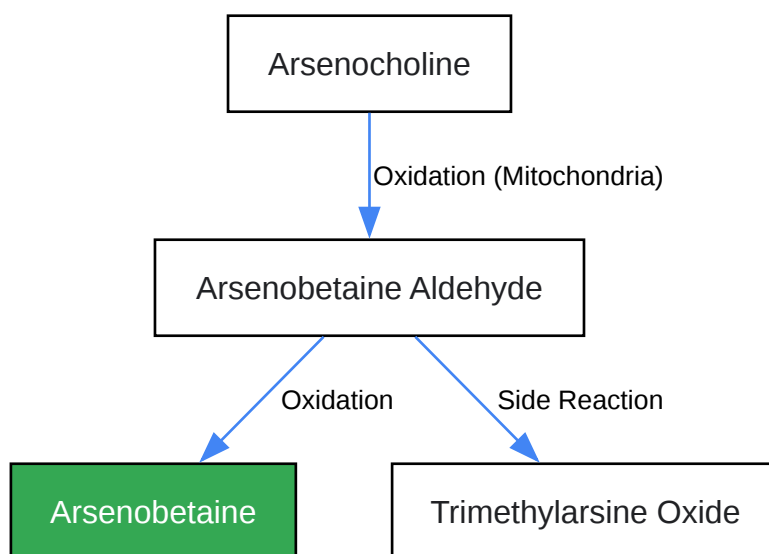 Arsenocholine
Oxidation (Mitochondria)
Arsenobetaine Aldehyde
Oxidation
Side Reaction
Arsenobetaine
Trimethylarsine Oxide